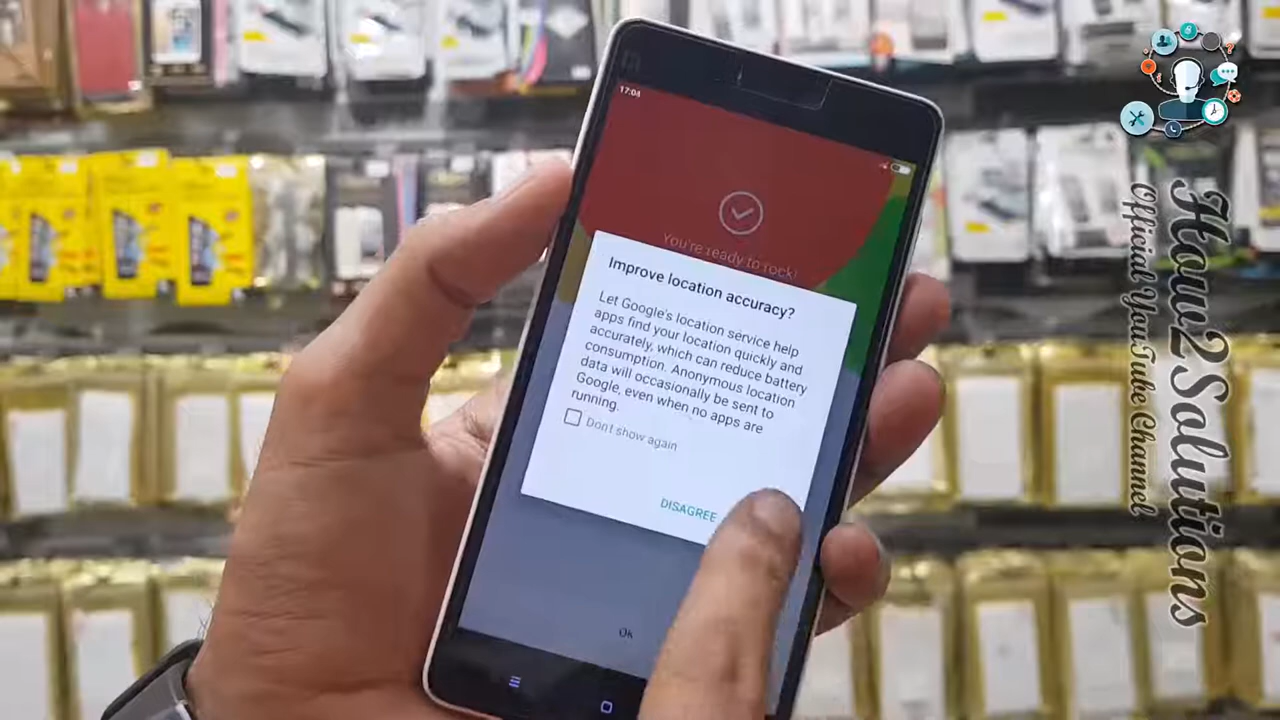 17:04
You're ready to rock!
Improve location accuracy?
Let Google's location service help
apps find your location quickly and
accurately, which can reduce battery
consumption. Anonymous location
data will occasionally be sent to
Google, even when no apps are
running.
Don't show again
DISAGREE
Ok
How2Solutions
Official YouTube Channel